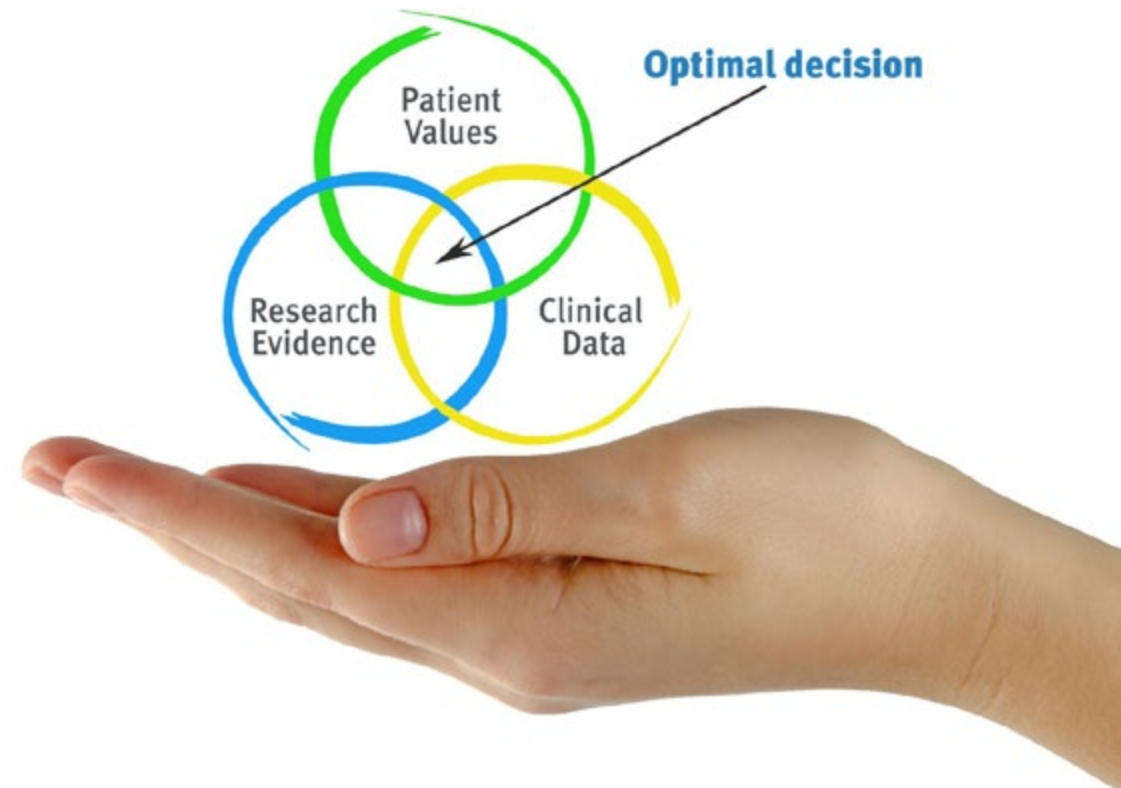 Optimal decision
Patient
Values
Research
Evidence
Clinical
Data